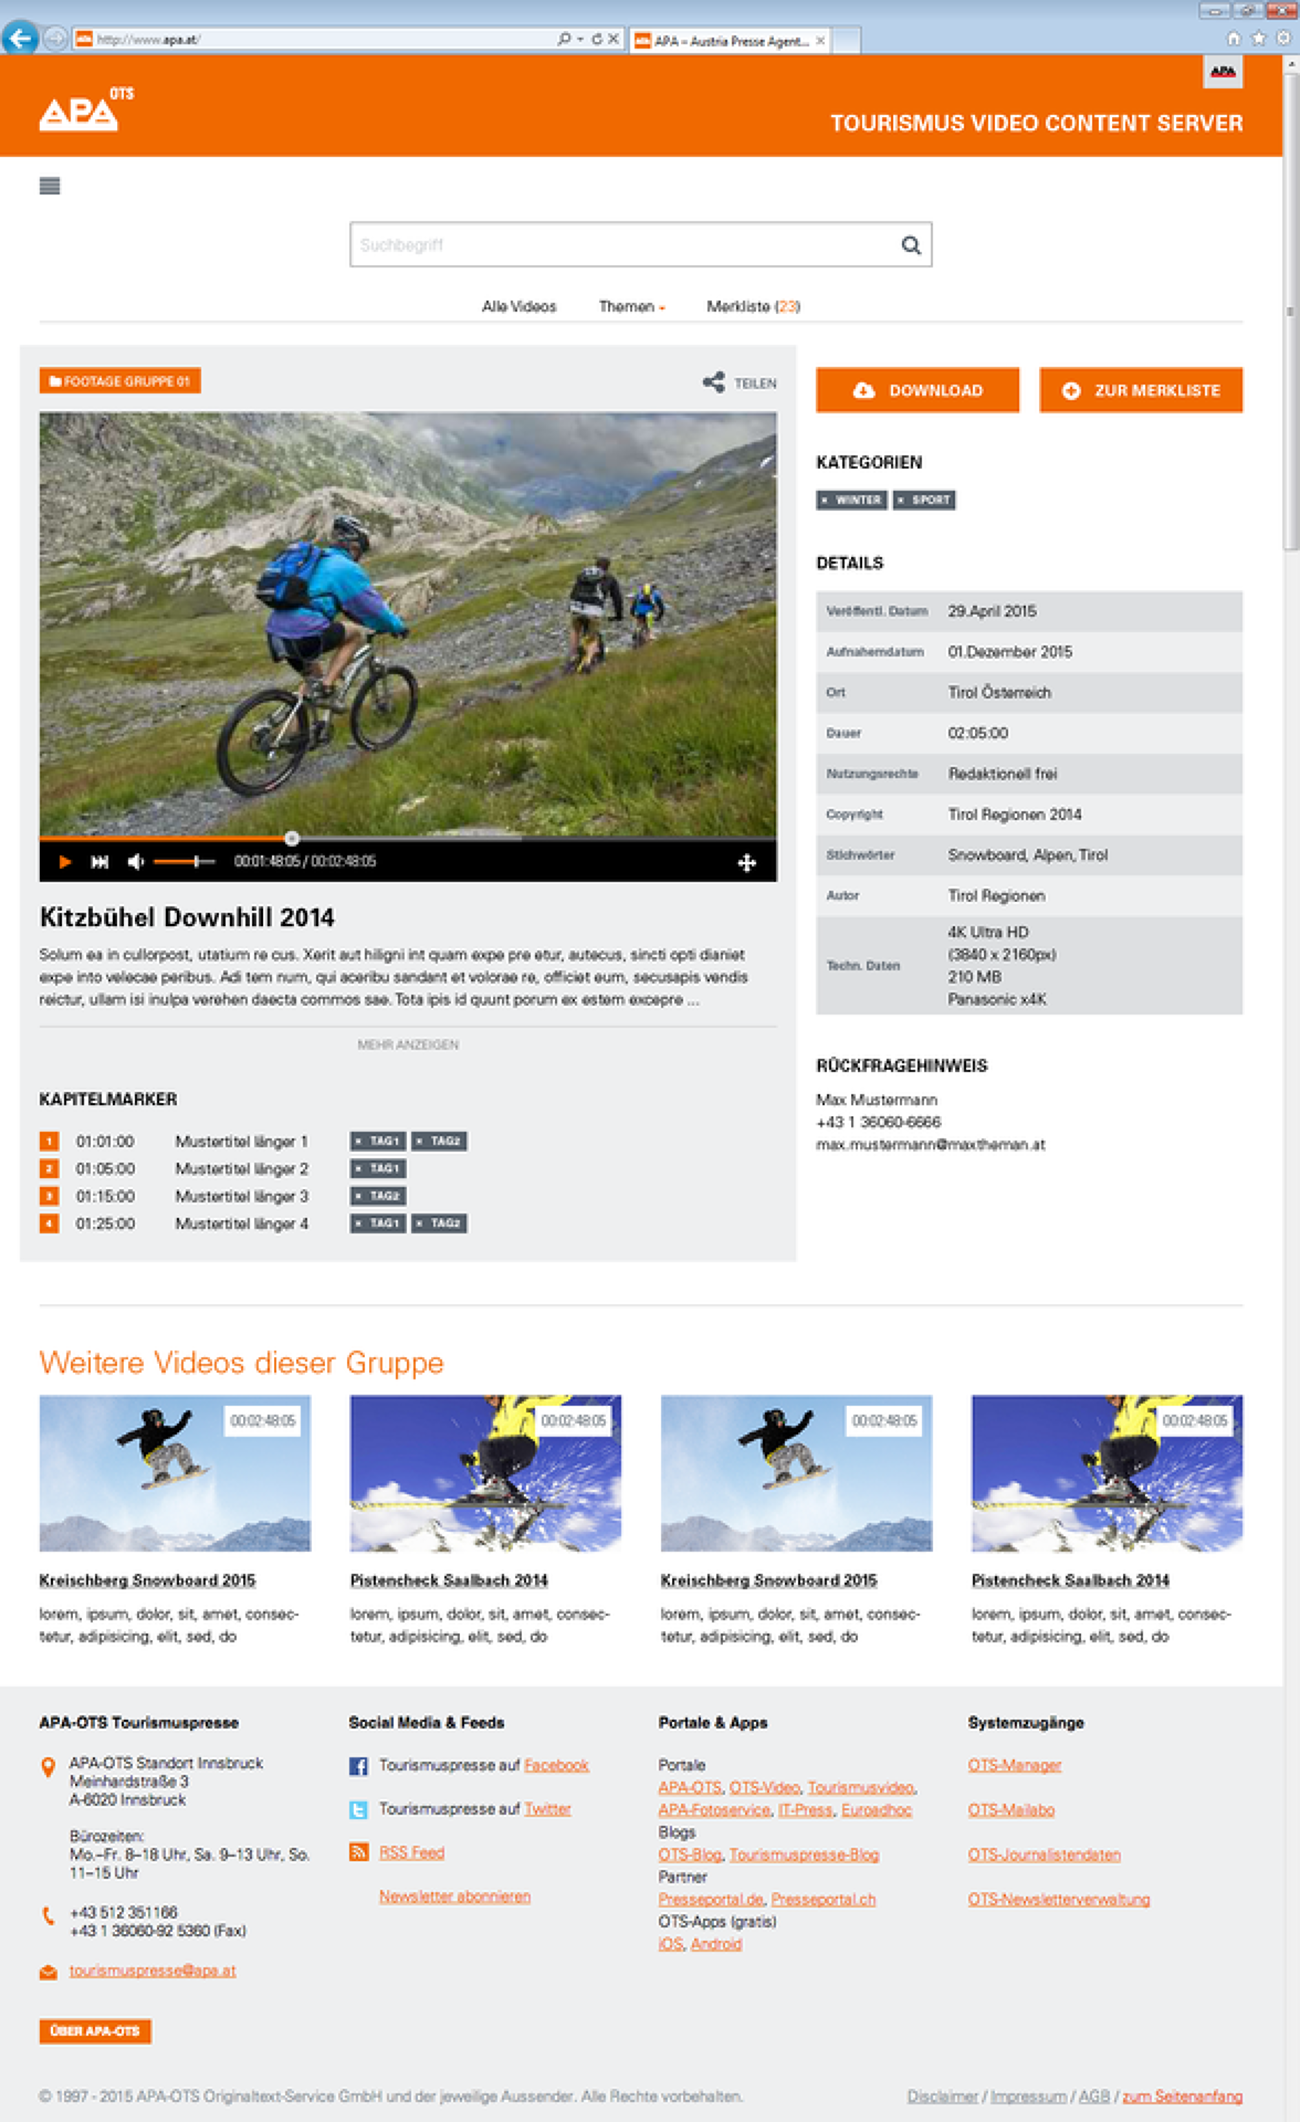 http://www.apa.at/
APA – Austria Presse Agent...
APA OTS
APA
TOURISMUS VIDEO CONTENT SERVER
Suchbegriff
Alle Videos
Themen
Merkliste (23)
FOOTAGE GRUPPE 01
TEILEN
00:01:48:05 / 00:02:48:05
Kitzbühel Downhill 2014
Solum ea in cullorpost, utatium re cus. Xerit aut hiligni int quam expe pre etur, autecus, sincti opti dianiet
expe into velecae peribus. Adi tem num, qui aceribu sandant et volorae re, officiet eum, secusapis vendis
reictur, ullam isi inulpa verehen daecta commos sae. Tota ipis id quunt porum ex estem excepre ...
MEHR ANZEIGEN
KAPITELMARKER
1 01:01:00 Mustertitel länger 1 × TAG1 × TAG2
2 01:05:00 Mustertitel länger 2 × TAG1
3 01:15:00 Mustertitel länger 3 × TAG2
4 01:25:00 Mustertitel länger 4 × TAG1 × TAG2
DOWNLOAD
ZUR MERKLISTE
KATEGORIEN
× WINTER × SPORT
DETAILS
Veröffentl. Datum 29.April 2015
Aufnahemdatum 01.Dezember 2015
Ort Tirol Österreich
Dauer 02:05:00
Nutzungsrechte Redaktionell frei
Copyright Tirol Regionen 2014
Stichwörter Snowboard, Alpen, Tirol
Autor Tirol Regionen
Techn. Daten 4K Ultra HD
(3840 x 2160px)
210 MB
Panasonic x4K
RÜCKFRAGEHINWEIS
Max Mustermann
+43 1 36060-6666
max.mustermann@maxtheman.at
Weitere Videos dieser Gruppe
00:02:48:05
Kreischberg Snowboard 2015
lorem, ipsum, dolor, sit, amet, consec-
tetur, adipisicing, elit, sed, do
00:02:48:05
Pistencheck Saalbach 2014
lorem, ipsum, dolor, sit, amet, consec-
tetur, adipisicing, elit, sed, do
00:02:48:05
Kreischberg Snowboard 2015
lorem, ipsum, dolor, sit, amet, consec-
tetur, adipisicing, elit, sed, do
00:02:48:05
Pistencheck Saalbach 2014
lorem, ipsum, dolor, sit, amet, consec-
tetur, adipisicing, elit, sed, do
APA-OTS Tourismuspresse
APA-OTS Standort Innsbruck
Meinhardstraße 3
A-6020 Innsbruck
Bürozeiten:
Mo.–Fr. 8–18 Uhr, Sa. 9–13 Uhr, So.
11–15 Uhr
+43 512 351166
+43 1 36060-92 5360 (Fax)
tourismuspresse@apa.at
ÜBER APA-OTS
Social Media & Feeds
Tourismuspresse auf Facebook
Tourismuspresse auf Twitter
RSS Feed
Newsletter abonnieren
Portale & Apps
Portale
APA-OTS, OTS-Video, Tourismusvideo,
APA-Fotoservice, IT-Press, Euroadhoc
Blogs
OTS-Blog, Tourismuspresse-Blog
Partner
Presseportal.de, Presseportal.ch
OTS-Apps (gratis)
iOS, Android
Systemzugänge
OTS-Manager
OTS-Mailabo
OTS-Journalistendaten
OTS-Newsletterverwaltung
© 1997 - 2015 APA-OTS Originaltext-Service GmbH und der jeweilige Aussender. Alle Rechte vorbehalten.
Disclaimer / Impressum / AGB / zum Seitenanfang